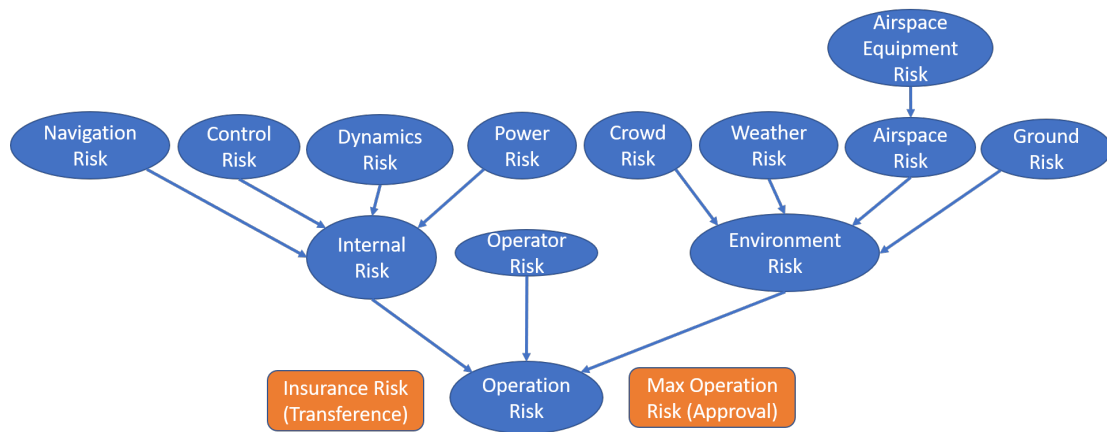 Airspace
Equipment
Risk
Navigation
Risk
Control
Risk
Dynamics
Risk
Power
Risk
Crowd
Risk
Weather
Risk
Airspace
Risk
Ground
Risk
Internal
Risk
Operator
Risk
Environment
Risk
Insurance Risk
(Transference)
Operation
Risk
Max Operation
Risk (Approval)